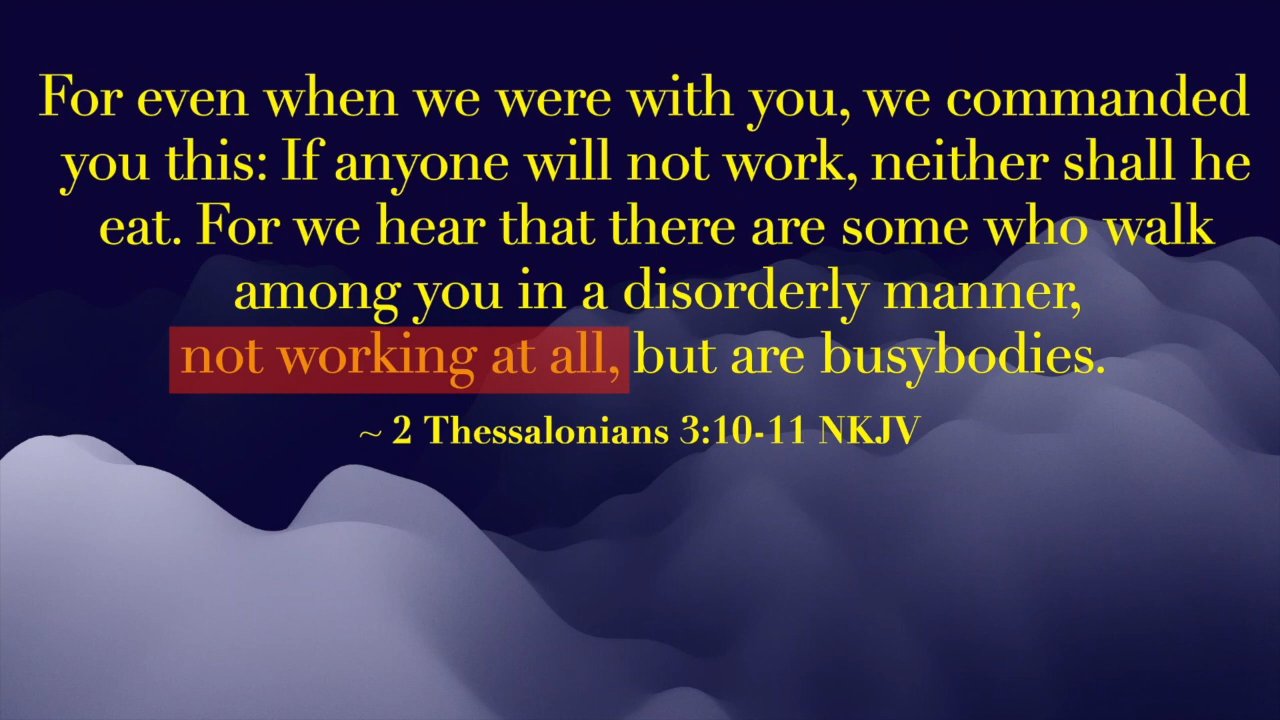 For even when we were with you, we commanded
you this: If anyone will not work, neither shall he
eat. For we hear that there are some who walk
among you in a disorderly manner,
not working at all, but are busybodies.
~ 2 Thessalonians 3:10-11 NKJV